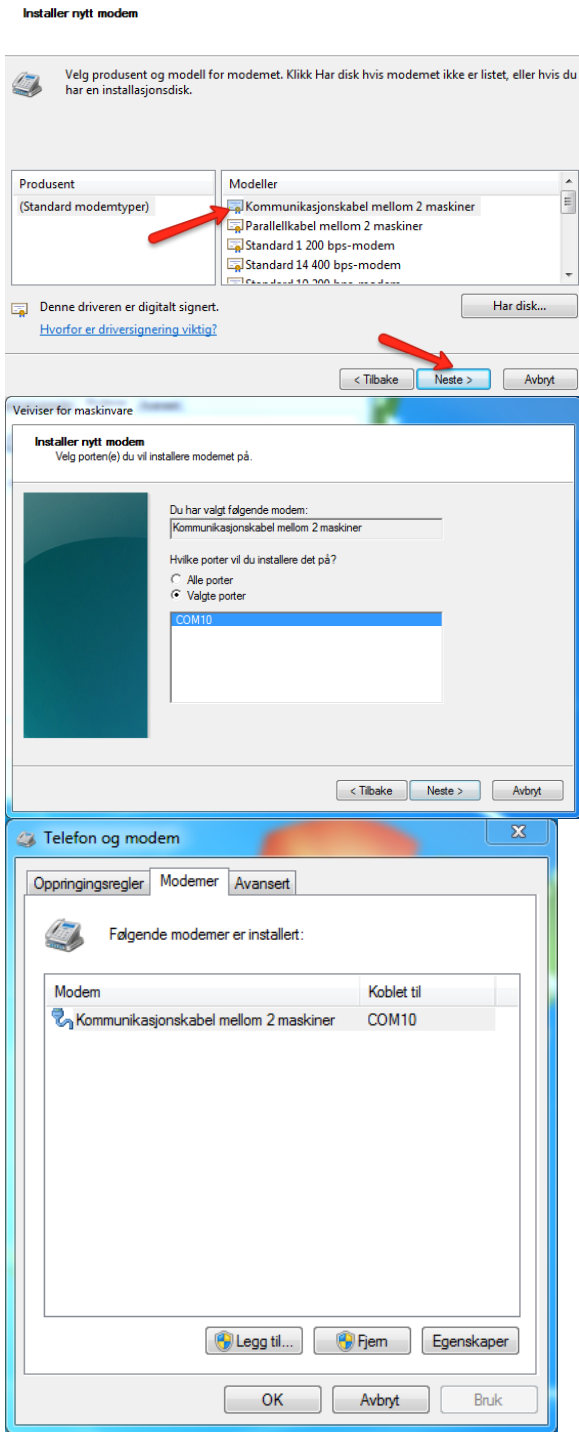 Installer nytt modem
Velg produsent og modell for modemet. Klikk Har disk hvis modemet ikke er listet, eller hvis du
har en installasjonsdisk.
Produsent
(Standard modemtyper)
Modeller
Kommunikasjonskabel mellom 2 maskiner
Parallellkabel mellom 2 maskiner
Standard 1 200 bps-modem
Standard 14 400 bps-modem
Denne driveren er digitalt signert.
Hvorfor er driversignering viktig?
Har disk...
< Tilbake
Neste >
Avbryt
Veiviser for maskinvare
Installer nytt modem
Velg porten(e) du vil installere modemet på.
Du har valgt følgende modem:
Kommunikasjonskabel mellom 2 maskiner
Hvilke porter vil du installere det på?
Alle porter
Valgte porter
COM10
< Tilbake
Neste >
Avbryt
Telefon og modem
Oppringingsregler
Modemer
Avansert
Følgende modemer er installert:
Modem
Koblet til
Kommunikasjonskabel mellom 2 maskiner
COM10
Legg til...
Fjern
Egenskaper
OK
Avbryt
Bruk